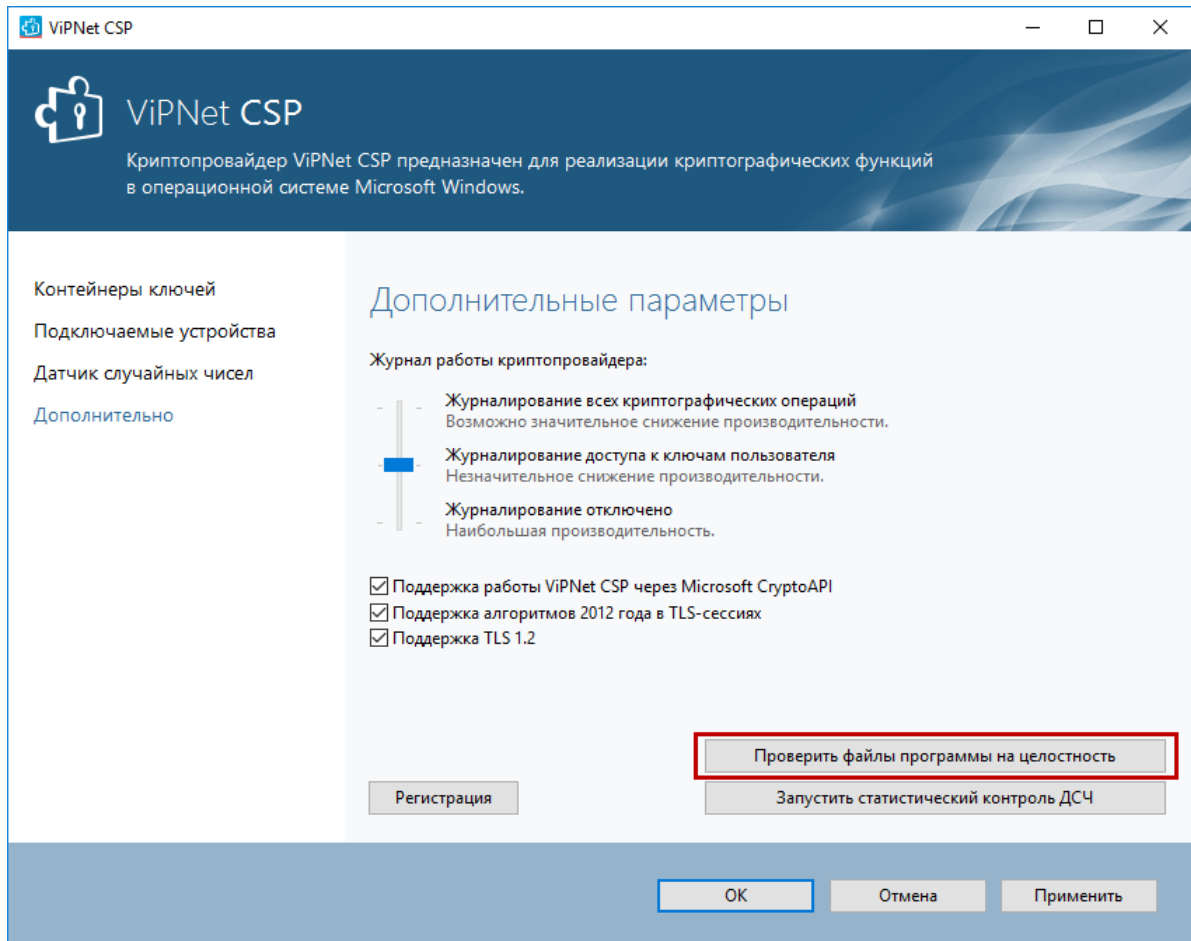 ViPNet CSP
ViPNet CSP
Криптопровайдер ViPNet CSP предназначен для реализации криптографических функций
в операционной системе Microsoft Windows.
Контейнеры ключей
Подключаемые устройства
Датчик случайных чисел
Дополнительно
Дополнительные параметры
Журнал работы криптопровайдера:
Журналирование всех криптографических операций
Возможно значительное снижение производительности.
Журналирование доступа к ключам пользователя
Незначительное снижение производительности.
Журналирование отключено
Наибольшая производительность.
Поддержка работы ViPNet CSP через Microsoft CryptoAPI
Поддержка алгоритмов 2012 года в TLS-сессиях
Поддержка TLS 1.2
Проверить файлы программы на целостность
Регистрация
Запустить статистический контроль ДСЧ
OK
Отмена
Применить